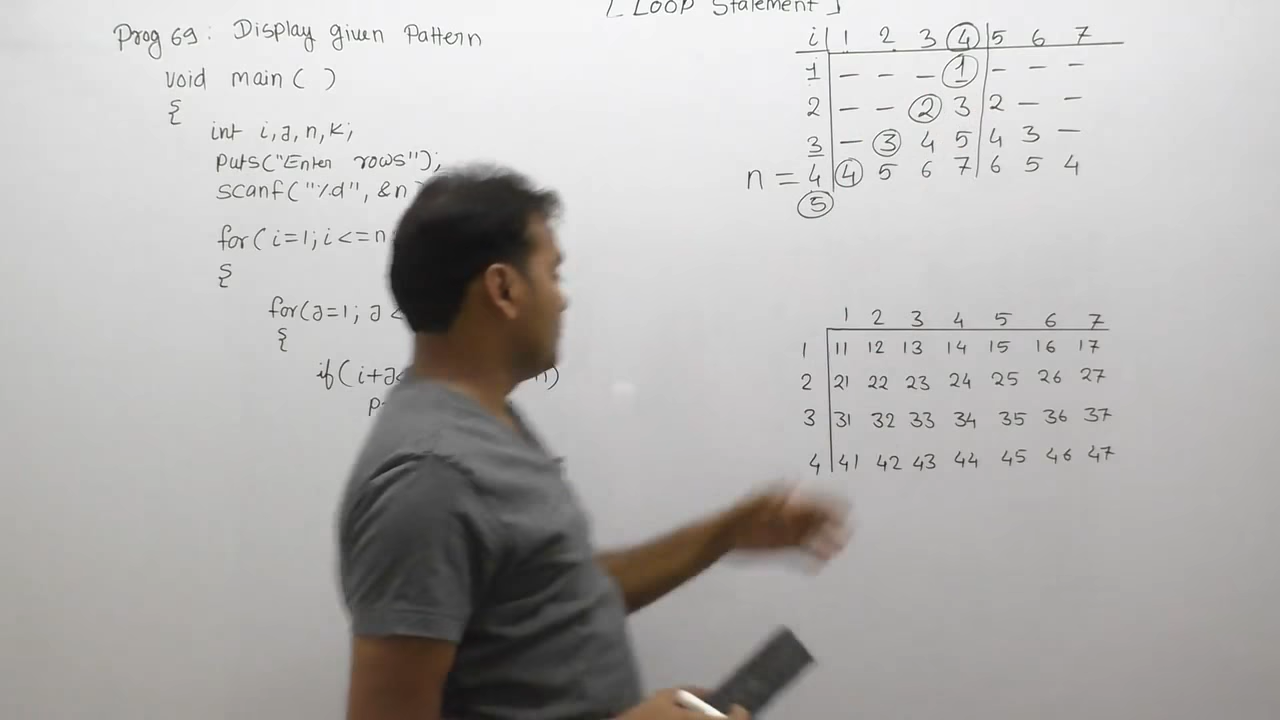 [ Loop Statement ]
Prog 69: Display given Pattern
void main ( )
{
int i, j, n, k;
puts("Enter rows");
scanf("%d", &n
for( i=1; i<=n
{
for(j=1; j <
{
if( i+j<
n)
P
i 1 2 3 4 5 6 7
1 – – – 1 – – –
2 – – 2 3 2 – –
3 – 3 4 5 4 3 –
n = 4 4 5 6 7 6 5 4
5
1 2 3 4 5 6 7
1 11 12 13 14 15 16 17
2 21 22 23 24 25 26 27
3 31 32 33 34 35 36 37
4 41 42 43 44 45 46 47